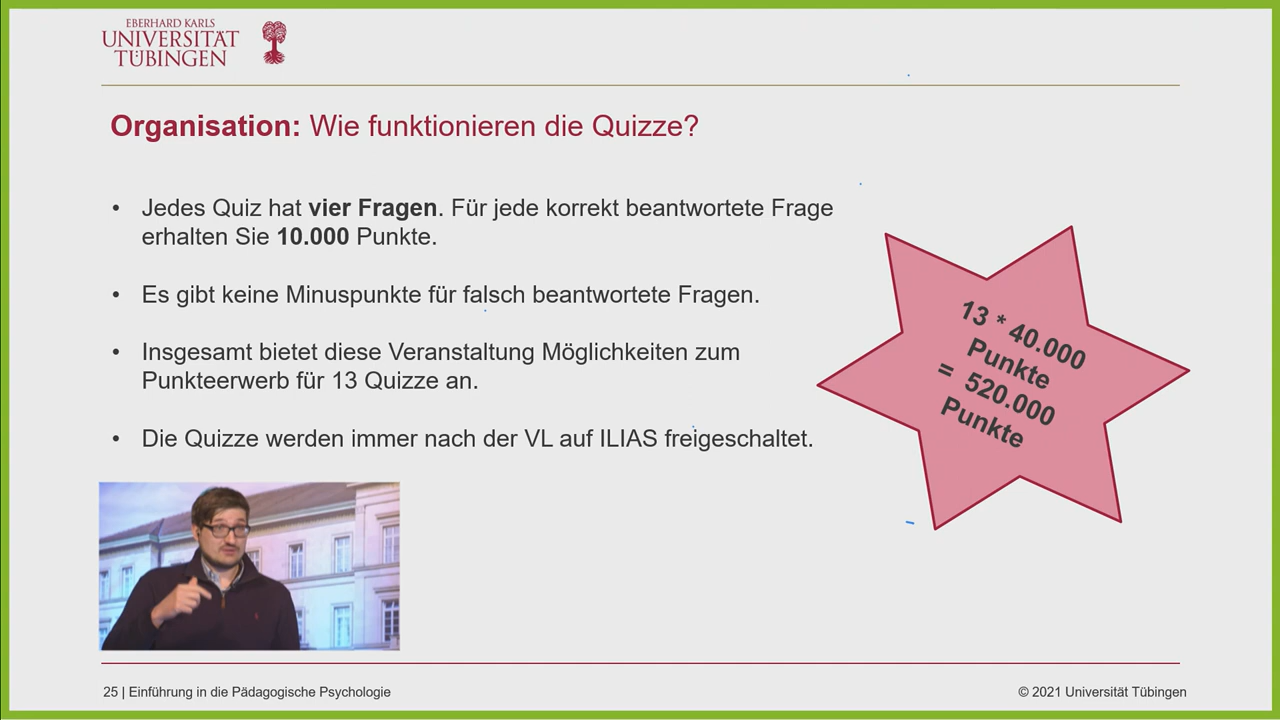 EBERHARD KARLS
UNIVERSITÄT
TÜBINGEN
Organisation: Wie funktionieren die Quizze?
• Jedes Quiz hat vier Fragen. Für jede korrekt beantwortete Frage
erhalten Sie 10.000 Punkte.
• Es gibt keine Minuspunkte für falsch beantwortete Fragen.
• Insgesamt bietet diese Veranstaltung Möglichkeiten zum
Punkteerwerb für 13 Quizze an.
• Die Quizze werden immer nach der VL auf ILIAS freigeschaltet.
13 * 40.000
Punkte
= 520.000
Punkte
25 | Einführung in die Pädagogische Psychologie
© 2021 Universität Tübingen